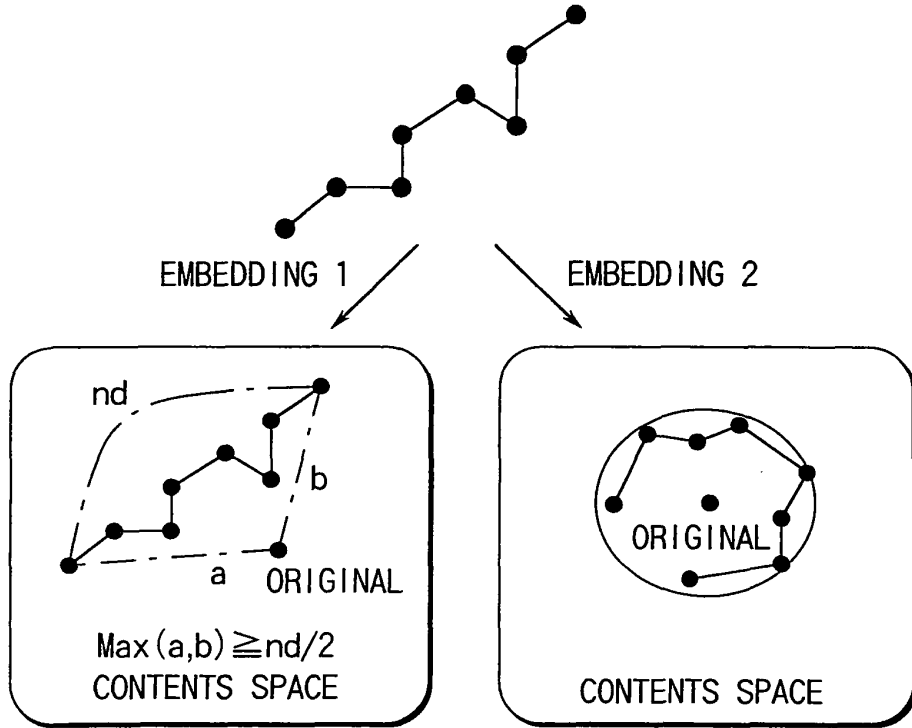 EMBEDDING 1
EMBEDDING 2
nd
b
a
ORIGINAL
Max(a,b)≧nd/2
CONTENTS SPACE
ORIGINAL
CONTENTS SPACE